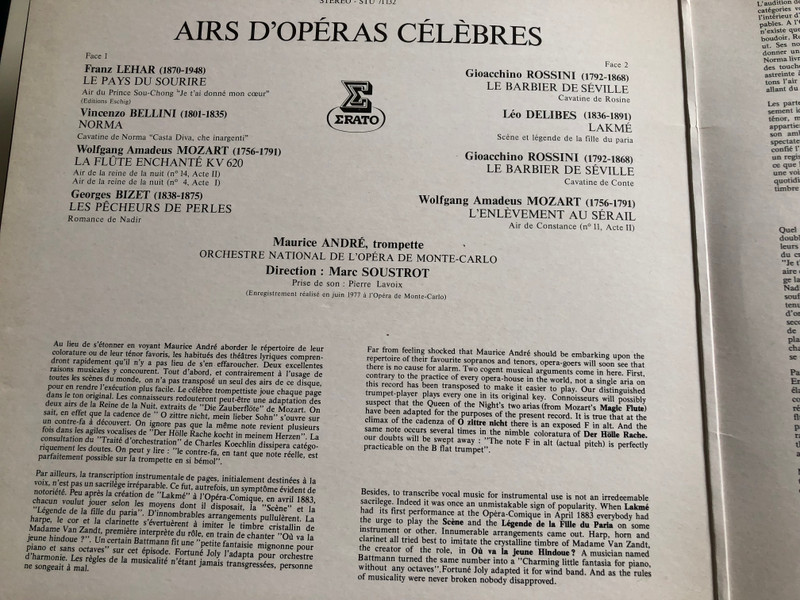 STEREO - STU 71132
AIRS D'OPÉRAS CÉLÈBRES
Face 1
Franz LEHAR (1870-1948)
LE PAYS DU SOURIRE
Air du Prince Sou-Chong "Je t'ai donné mon cœur"
(Editions Eschig)
Vincenzo BELLINI (1801-1835)
NORMA
Cavatine de Norma "Casta Diva, che inargenti"
Wolfgang Amadeus MOZART (1756-1791)
LA FLÛTE ENCHANTÉ KV 620
Air de la reine de la nuit (n° 14, Acte II)
Air de la reine de la nuit (n° 4, Acte I)
Georges BIZET (1838-1875)
LES PÊCHEURS DE PERLES
Romance de Nadir
ERATO
Face 2
Gioacchino ROSSINI (1792-1868)
LE BARBIER DE SÉVILLE
Cavatine de Rosine
Léo DELIBES (1836-1891)
LAKMÉ
Scène et légende de la fille du paria
Gioacchino ROSSINI (1792-1868)
LE BARBIER DE SÉVILLE
Cavatine de Conte
Wolfgang Amadeus MOZART (1756-1791)
L'ENLÈVEMENT AU SÉRAIL
Air de Constance (n° 11, Acte II)
Maurice ANDRÉ, trompette
ORCHESTRE NATIONAL DE L'OPÉRA DE MONTE-CARLO
Direction : Marc SOUSTROT
Prise de son : Pierre Lavoix
(Enregistrement réalisé en juin 1977 à l'Opéra de Monte-Carlo)
Au lieu de s'étonner en voyant Maurice André aborder le répertoire de leur
colorature ou de leur ténor favoris, les habitués des théâtres lyriques compren-
dront rapidement qu'il n'y a pas lieu de s'en effaroucher. Deux excellentes
raisons musicales y concourent. Tout d'abord, et contrairement à l'usage de
toutes les scènes du monde, on n'a pas transposé un seul des airs de ce disque,
pour en rendre l'exécution plus facile. Le célèbre trompettiste joue chaque page
dans le ton original. Les connaisseurs redouteront peut-être une adaptation des
deux airs de la Reine de la Nuit, extraits de "Die Zauberflöte" de Mozart. On
sait, en effet que la cadence de "O zittre nicht, mein lieber Sohn" s'ouvre sur
un contre-fa à découvert. On ignore pas que la même note revient plusieurs
fois dans les agiles vocalises de "Der Hölle Rache kocht in meinem Herzen". La
consultation du "Traité d'orchestration" de Charles Koechlin dissipera catégo-
riquement les doutes. On peut y lire : "le contre-fa, en tant que note réelle, est
parfaitement possible sur la trompette en si bémol".
Par ailleurs, la transcription instrumentale de pages, initialement destinées à la
voix, n'est pas un sacrilège irréparable. Ce fut, autrefois, un symptôme évident de
notoriété. Peu après la création de "Lakmé" à l'Opéra-Comique, en avril 1883,
chacun voulut jouer selon les moyens dont il disposait, la "Scène" et la
"Légende de la fille du paria". D'innombrables arrangements pullulèrent. La
harpe, le cor et la clarinette s'évertuèrent à imiter le timbre cristallin de
Madame Van Zandt, première interprète du rôle, en train de chanter "Où va la
jeune hindoue ?". Un certain Battmann fit une "petite fantaisie mignonne pour
piano et sans octaves" sur cet épisode. Fortuné Joly l'adapta pour orchestre
d'harmonie. Les règles de la musicalité n'étant jamais transgressées, personne
ne songeait à mal.
Far from feeling shocked that Maurice André should be embarking upon the
repertoire of their favourite sopranos and tenors, opera-goers will soon see that
there is no cause for alarm. Two cogent musical arguments come in here. First,
contrary to the practice of every opera-house in the world, not a single aria on
this record has been transposed to make it easier to play. Our distinguished
trumpet-player plays every one in its original key. Connoisseurs will possibly
suspect that the Queen of the Night's two arias (from Mozart's Magic Flute)
have been adapted for the purposes of the present record. It is true that at the
climax of the cadenza of O zittre nicht there is an exposed F in alt. And the
same note occurs several times in the nimble coloratura of Der Hölle Rache.
our doubts will be swept away : "The note F in alt (actual pitch) is perfectly
practicable on the B flat trumpet".
Besides, to transcribe vocal music for instrumental use is not an irredeemable
sacrilege. Indeed it was once an unmistakable sign of popularity. When Lakmé
had its first performance at the Opéra-Comique in April 1883 everybody had
the urge to play the Scène and the Légende de la Fille du Paria on some
instrument or other. Innumerable arrangements came out. Harp, horn and
clarinet all tried best to imitate the crystalline timbre of Madame Van Zandt,
the creator of the role, in Où va la jeune Hindoue ? A musician named
Battmann turned the same number into a "Charming little fantasia for piano,
without any octaves". Fortuné Joly adapted it for wind band. And as the rules
of musicality were never broken nobody disapproved.